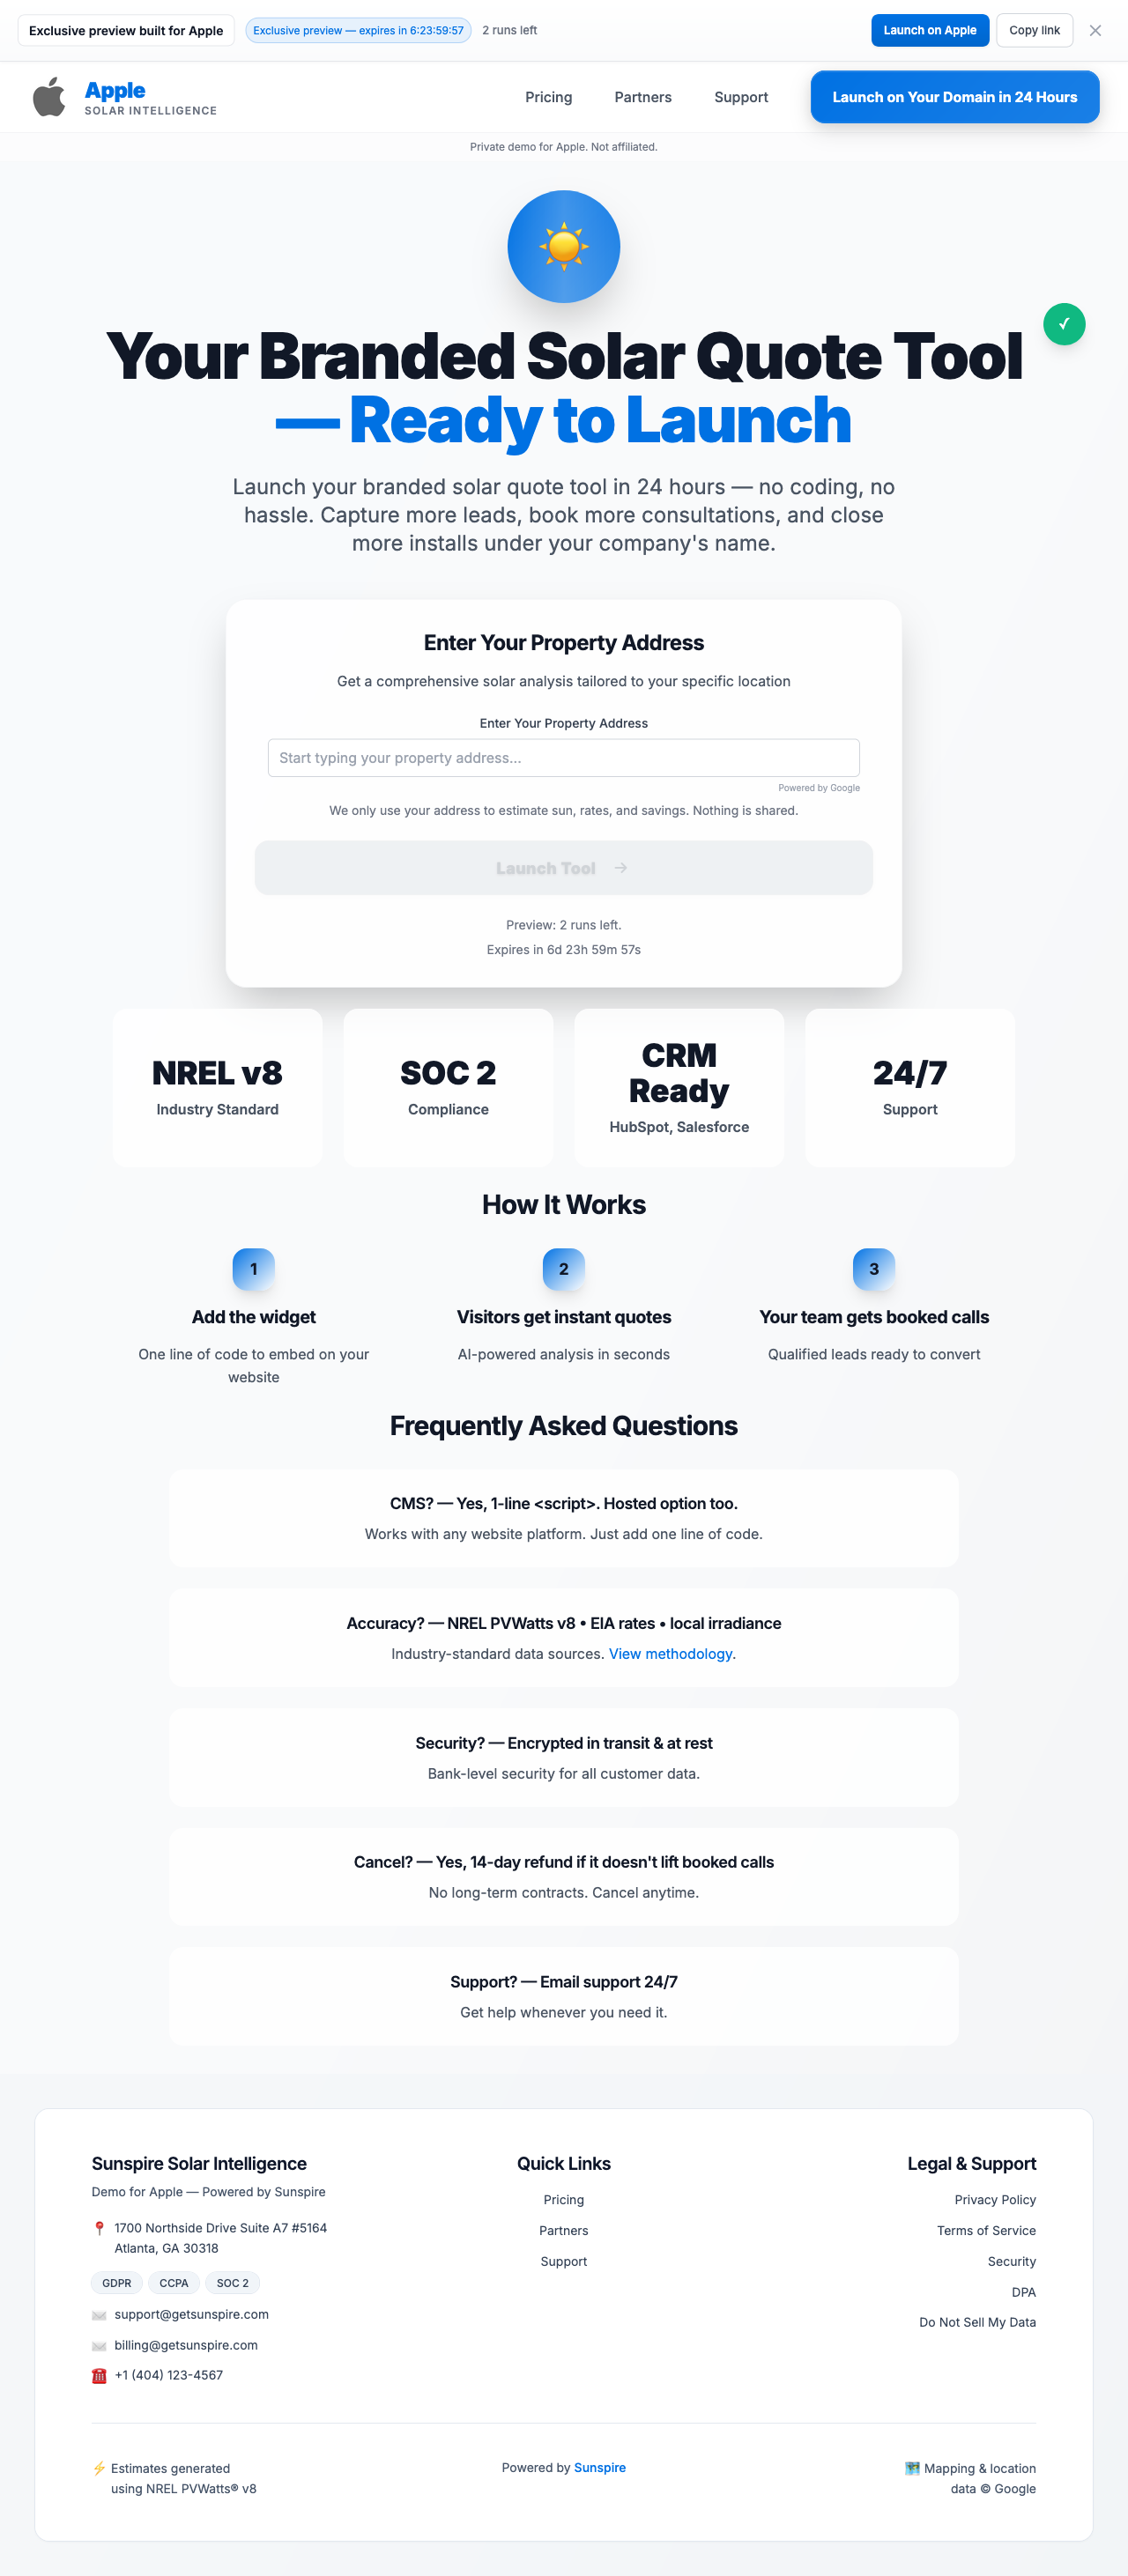 Exclusive preview built for Apple
Exclusive preview — expires in 6:23:59:57
2 runs left
Launch on Apple
Copy link
Apple
SOLAR INTELLIGENCE
Pricing
Partners
Support
Launch on Your Domain in 24 Hours
Private demo for Apple. Not affiliated.
Your Branded Solar Quote Tool
— Ready to Launch
Launch your branded solar quote tool in 24 hours — no coding, no
hassle. Capture more leads, book more consultations, and close
more installs under your company's name.
Enter Your Property Address
Get a comprehensive solar analysis tailored to your specific location
Enter Your Property Address
Start typing your property address...
Powered by Google
We only use your address to estimate sun, rates, and savings. Nothing is shared.
Launch Tool →
Preview: 2 runs left.
Expires in 6d 23h 59m 57s
NREL v8
Industry Standard
SOC 2
Compliance
CRM
Ready
HubSpot, Salesforce
24/7
Support
How It Works
1
Add the widget
One line of code to embed on your
website
2
Visitors get instant quotes
AI-powered analysis in seconds
3
Your team gets booked calls
Qualified leads ready to convert
Frequently Asked Questions
CMS? — Yes, 1-line <script>. Hosted option too.
Works with any website platform. Just add one line of code.
Accuracy? — NREL PVWatts v8 • EIA rates • local irradiance
Industry-standard data sources. View methodology.
Security? — Encrypted in transit & at rest
Bank-level security for all customer data.
Cancel? — Yes, 14-day refund if it doesn't lift booked calls
No long-term contracts. Cancel anytime.
Support? — Email support 24/7
Get help whenever you need it.
Sunspire Solar Intelligence
Demo for Apple — Powered by Sunspire
1700 Northside Drive Suite A7 #5164
Atlanta, GA 30318
GDPR
CCPA
SOC 2
support@getsunspire.com
billing@getsunspire.com
+1 (404) 123-4567
Quick Links
Pricing
Partners
Support
Legal & Support
Privacy Policy
Terms of Service
Security
DPA
Do Not Sell My Data
Estimates generated
using NREL PVWatts® v8
Powered by Sunspire
Mapping & location
data © Google